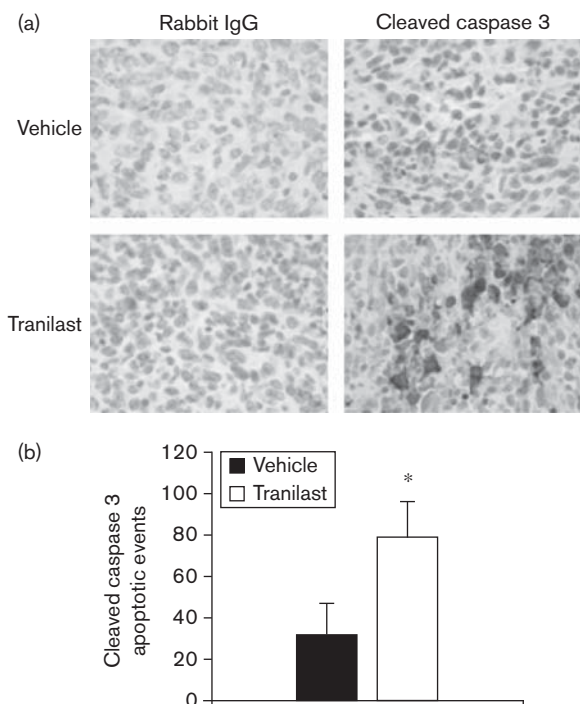 (a)
Rabbit IgG
Cleaved caspase 3
Vehicle
Tranilast
(b)
120
100
80
60
40
20
0
Cleaved caspase 3
apoptotic events
Vehicle
Tranilast
*